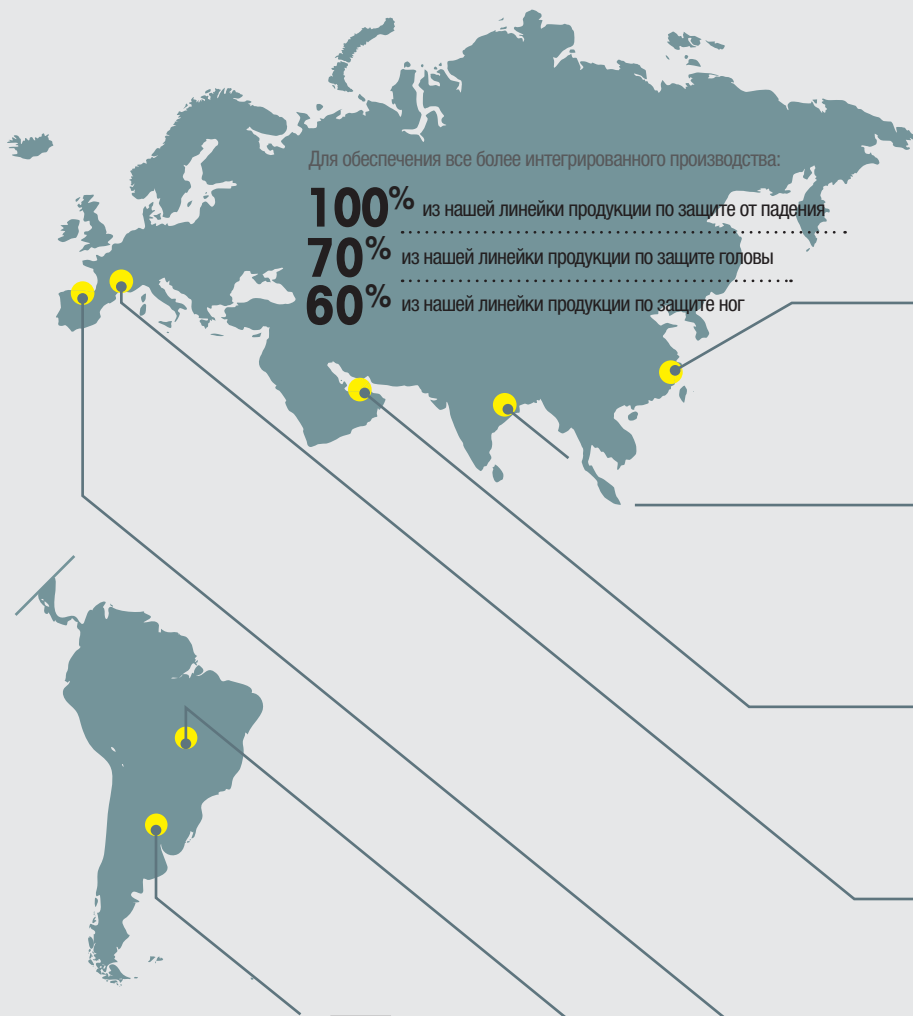 Для обеспечения все более интегрированного производства:
100% из нашей линейки продукции по защите от падения
70% из нашей линейки продукции по защите головы
60% из нашей линейки продукции по защите ног